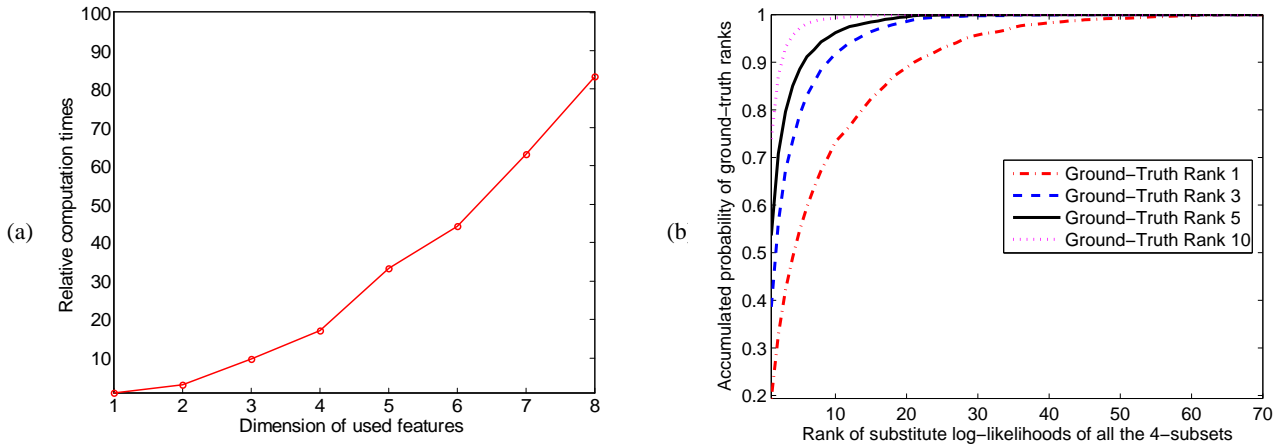 (a)
Relative computation times
100
90
80
70
60
50
40
30
20
10
1 2 3 4 5 6 7 8
Dimension of used features
(b)
Accumulated probability of ground−truth ranks
1
0.9
0.8
0.7
0.6
0.5
0.4
0.3
0.2
Ground−Truth Rank 1
Ground−Truth Rank 3
Ground−Truth Rank 5
Ground−Truth Rank 10
10 20 30 40 50 60 70
Rank of substitute log−likelihoods of all the 4−subsets